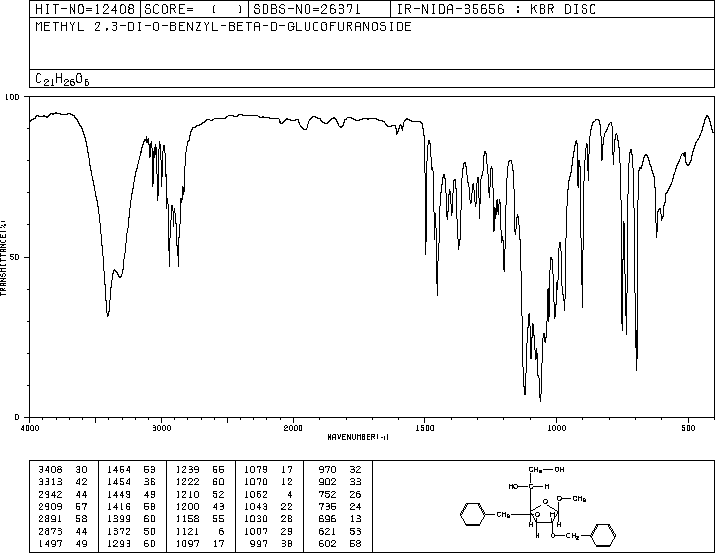 HIT-NO=12408 SCORE= ( ) SDBS-NO=26371 IR-NIDA-35656 : KBR DISC
METHYL 2,3-DI-O-BENZYL-BETA-D-GLUCOFURANOSIDE
C21H26O6
100
50
0
TRANSMITTANCE(%)
4000 3000 2000 1500 1000 500
WAVENUMBER(-1)
3408 30 1464 1239 66 1079 17 970 32
3313 42 1454 36 1222 60 1070 12 902 33
2942 44 1449 49 1210 52 1062 4 752 26
2909 57 1416 58 1200 43 1043 22 735 24
2891 58 1399 60 1158 55 1030 28 696 13
2873 44 1372 50 1121 6 1007 29 621 53
1497 49 1293 60 1097 17 997 38 602 58
CH2 OH
HO H
O O CH3
CH2 O H H
H O CH2